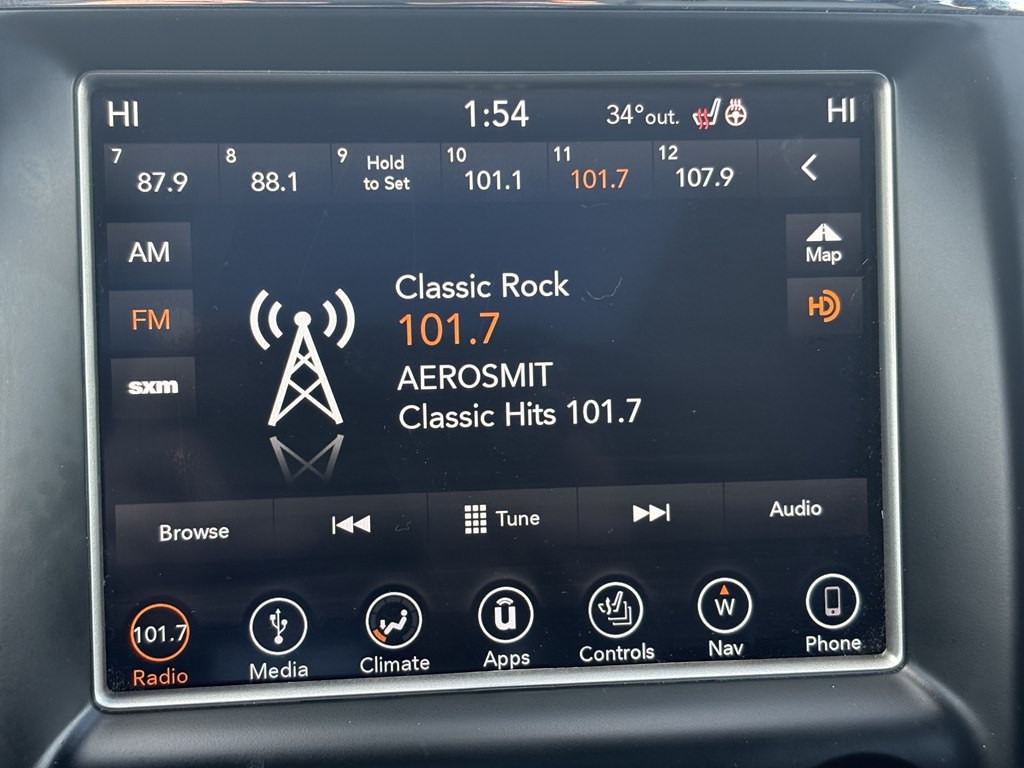 HI 1:54 34°out. HI
7 87.9 8 88.1 9 Hold to Set 10 101.1 11 101.7 12 107.9
AM
Map
FM
HD
sxm
Classic Rock
101.7
AEROSMIT
Classic Hits 101.7
Browse Tune Audio
101.7 u W
Radio Media Climate Apps Controls Nav Phone